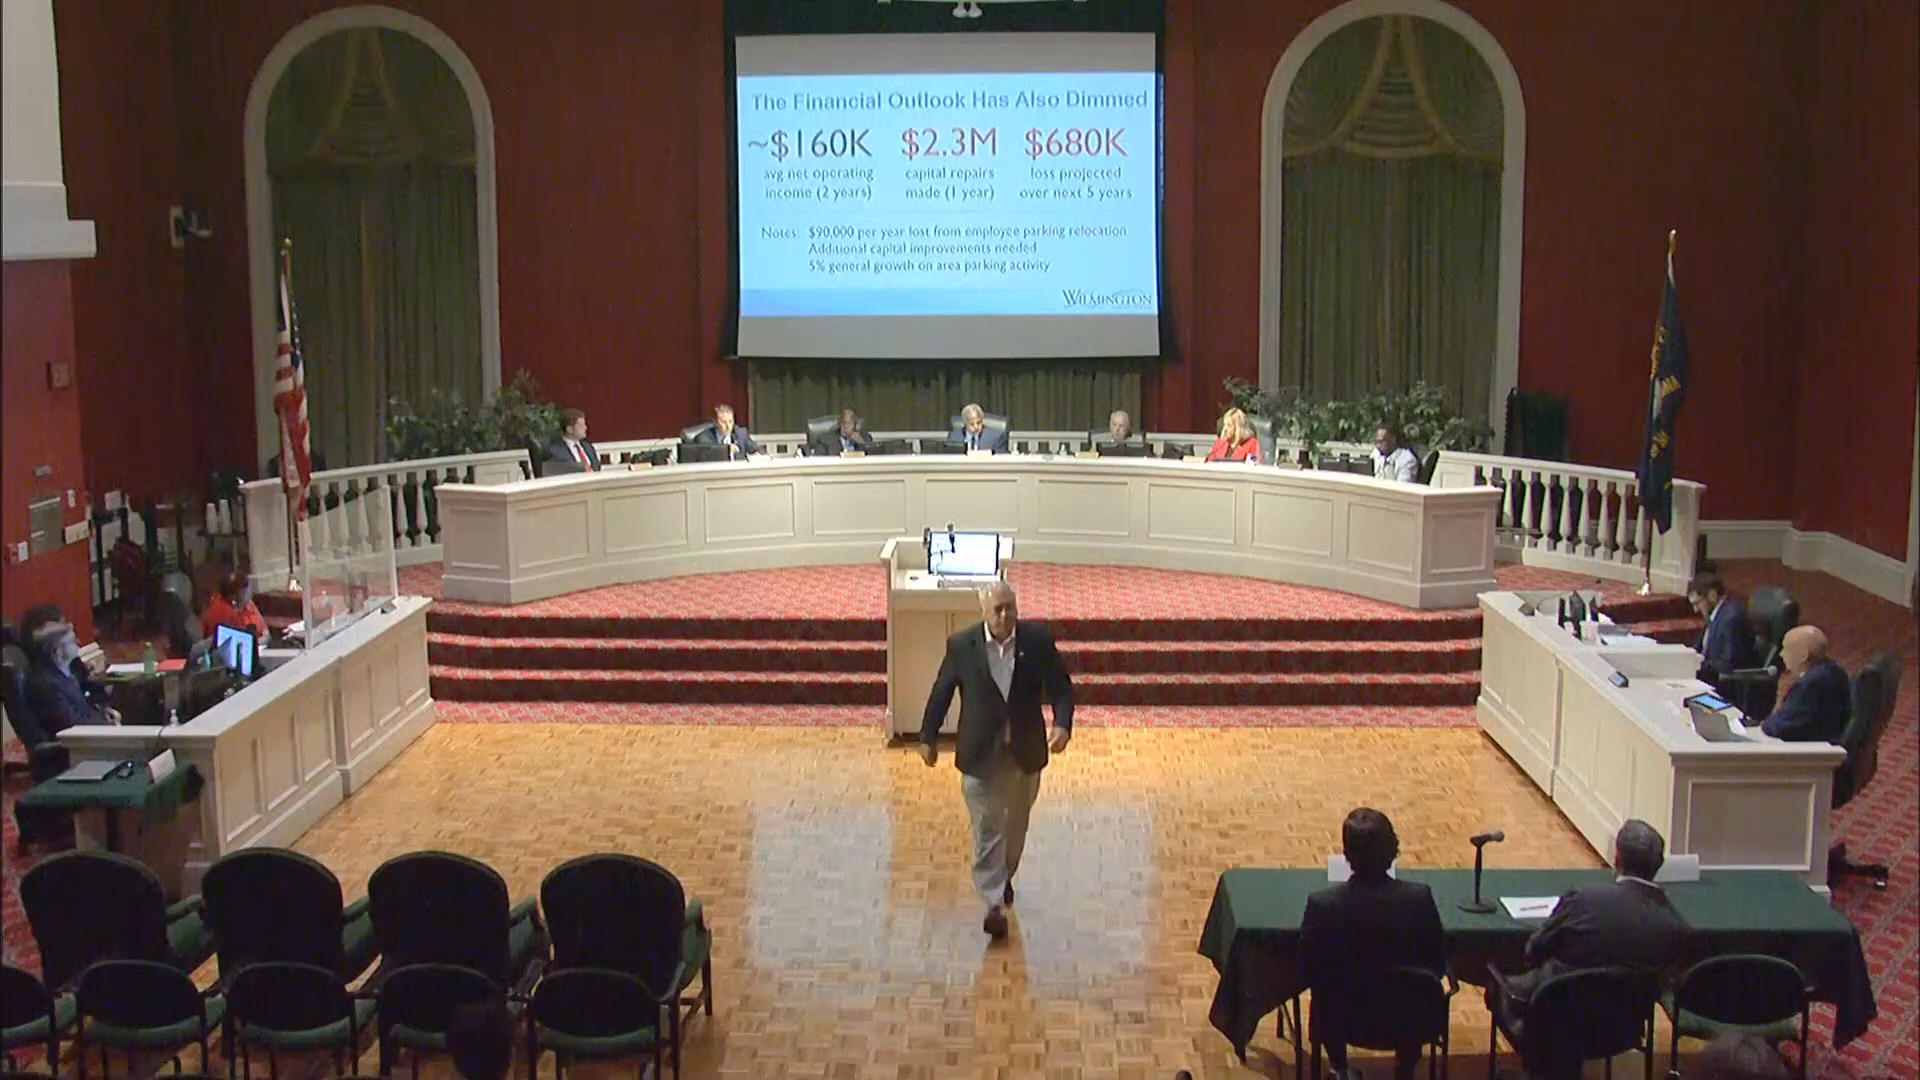 The Financial Outlook Has Also Dimmed
~$160K $2.3M $680K
avg net operating capital repairs loss projected
income (2 years) made (1 year) over next 5 years
Notes: $90,000 per year lost from employee parking relocation
Additional capital improvements needed
5% general growth on area parking activity
WILMINGTON